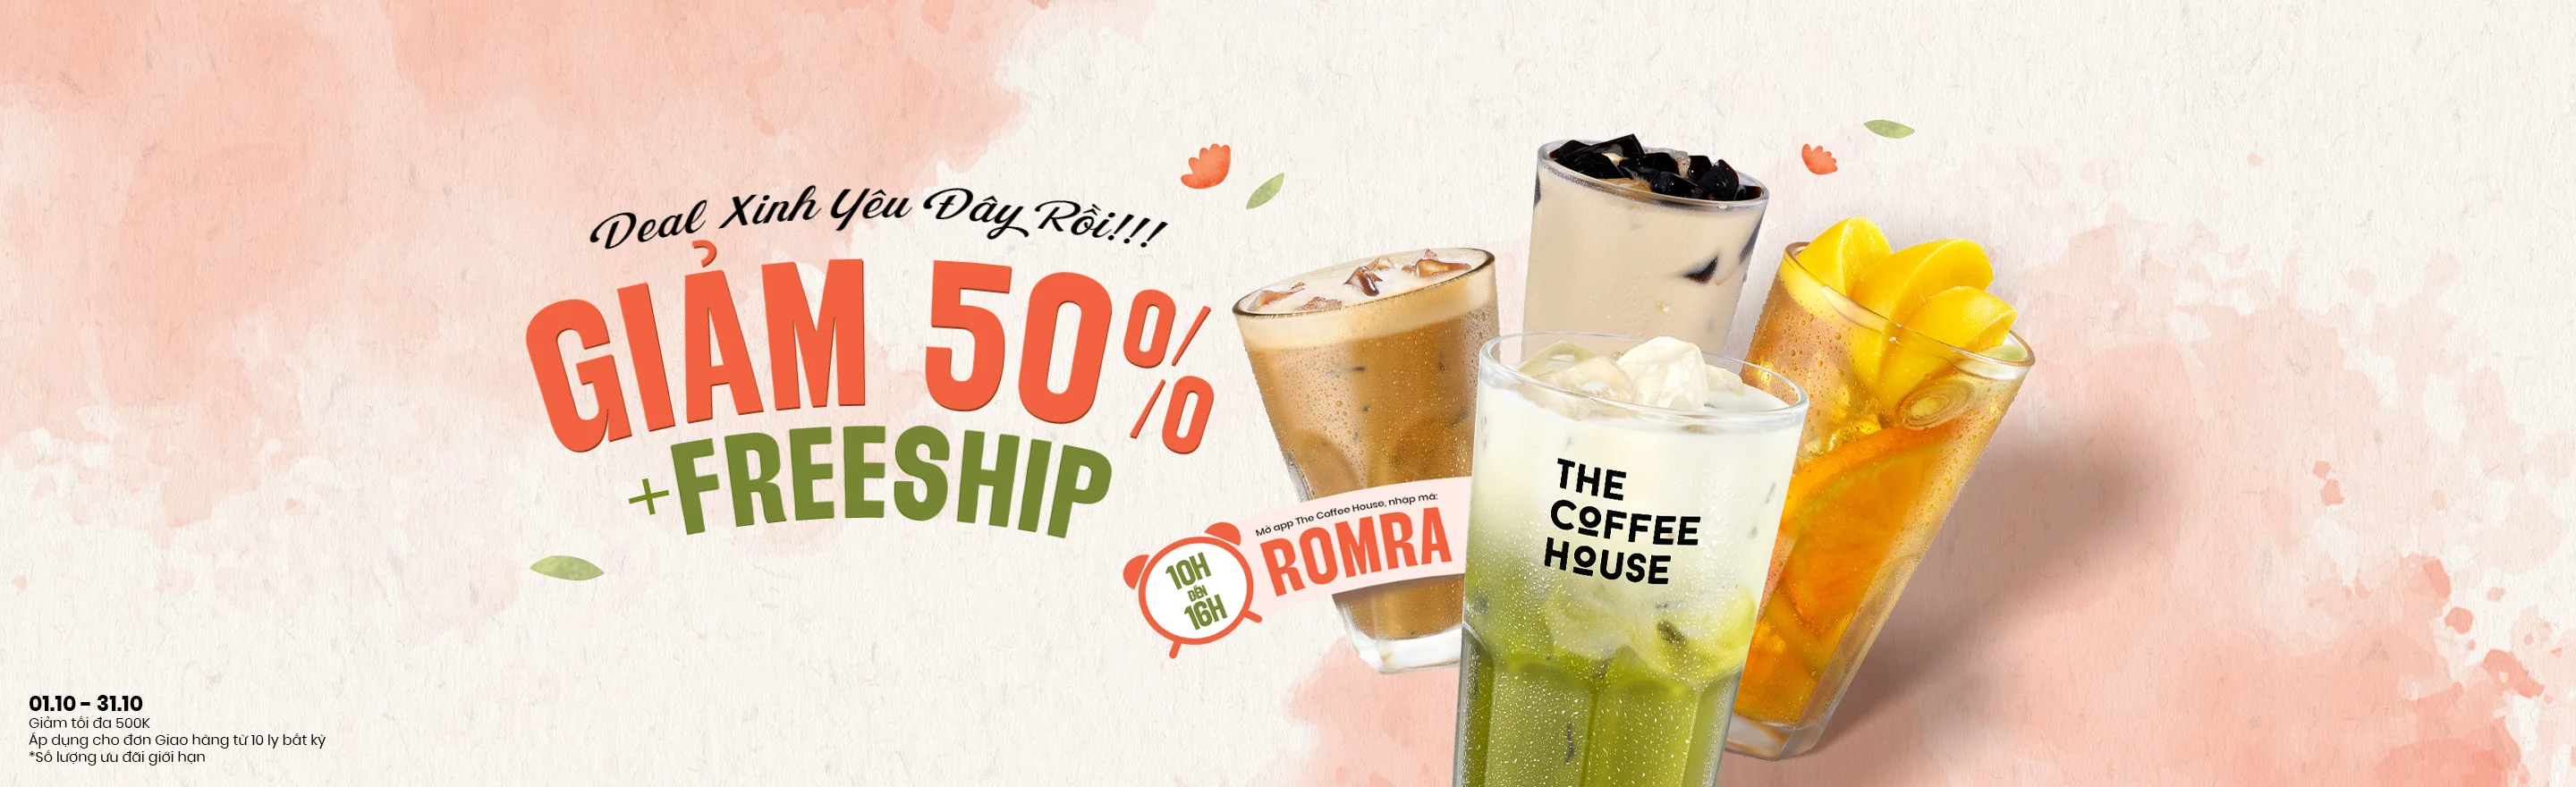 Deal Xinh Yêu Đây Rồi!!!
GIẢM 50%
+FREESHIP
Mở app The Coffee House, nhập mã:
ROMRA
10H
ĐẾN
16H
THE
COFFEE
HOUSE
01.10 - 31.10
Giảm tối đa 500K
Áp dụng cho đơn Giao hàng từ 10 ly bất kỳ
*Số lượng ưu đãi giới hạn